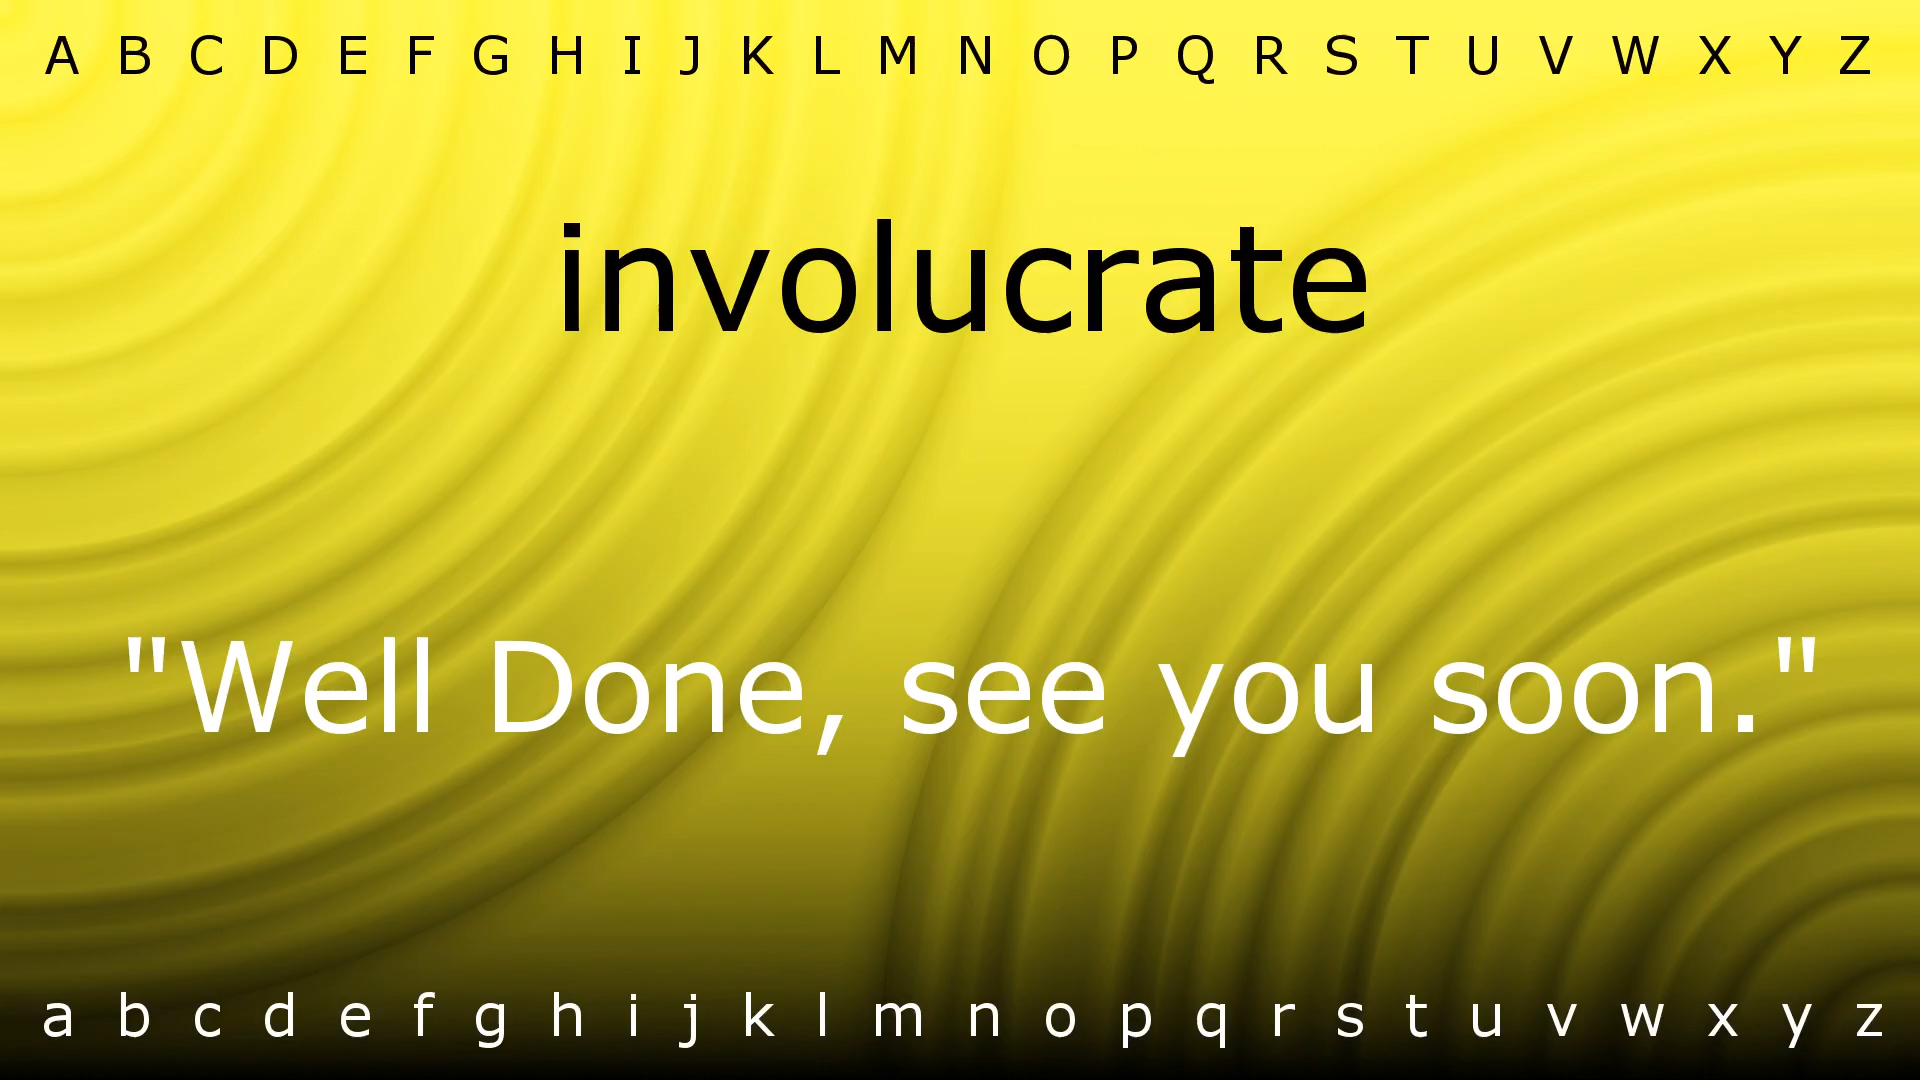 A B C D E F G H I J K L M N O P Q R S T U V W X Y Z
involucrate
"Well Done, see you soon."
a b c d e f g h i j k l m n o p q r s t u v w x y z